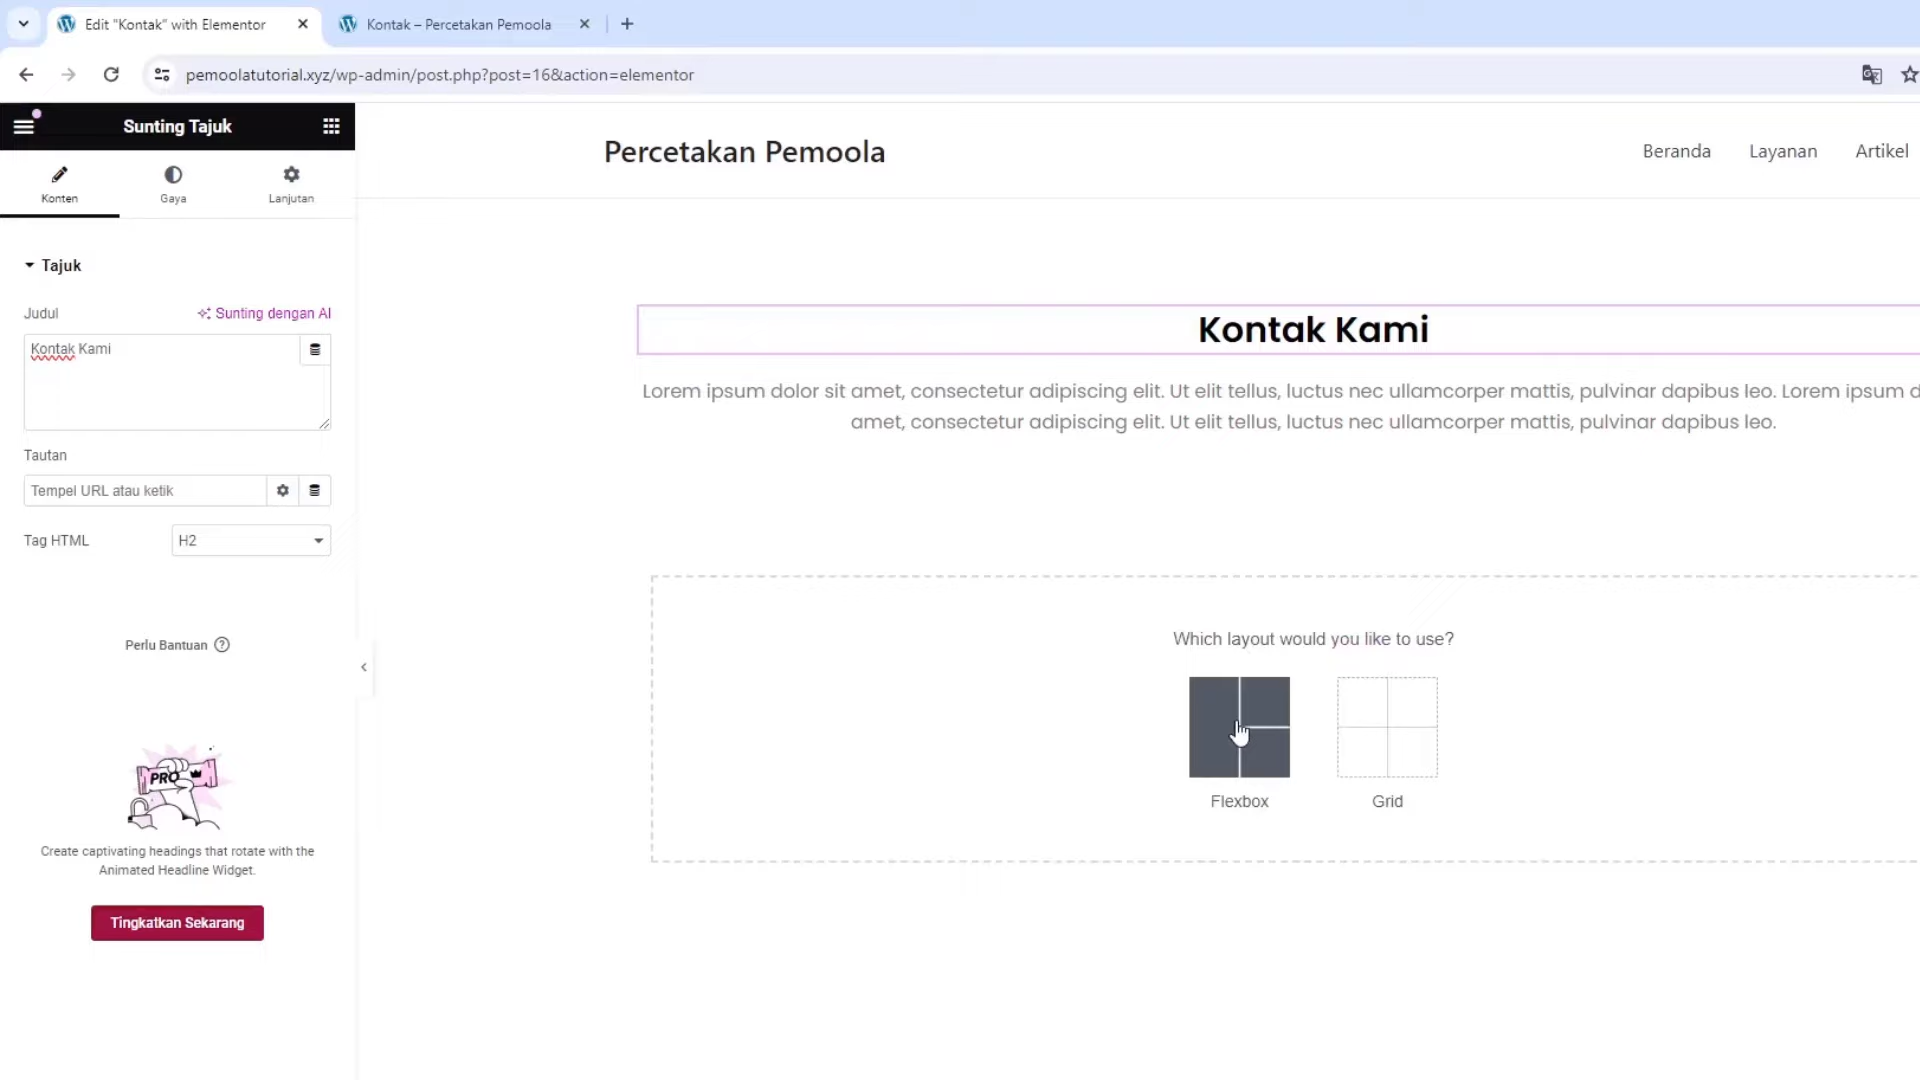 Edit "Kontak" with Elementor
Kontak – Percetakan Pemoola
pemoolatutorial.xyz/wp-admin/post.php?post=16&action=elementor
Sunting Tajuk
Percetakan Pemoola
Beranda
Layanan
Artikel
Konten
Gaya
Lanjutan
Tajuk
Judul
Sunting dengan AI
Kontak Kami
Tautan
Tempel URL atau ketik
Tag HTML
H2
Perlu Bantuan
PRO
Create captivating headings that rotate with the
Animated Headline Widget.
Tingkatkan Sekarang
Kontak Kami
Lorem ipsum dolor sit amet, consectetur adipiscing elit. Ut elit tellus, luctus nec ullamcorper mattis, pulvinar dapibus leo. Lorem ipsum d
amet, consectetur adipiscing elit. Ut elit tellus, luctus nec ullamcorper mattis, pulvinar dapibus leo.
Which layout would you like to use?
Flexbox
Grid